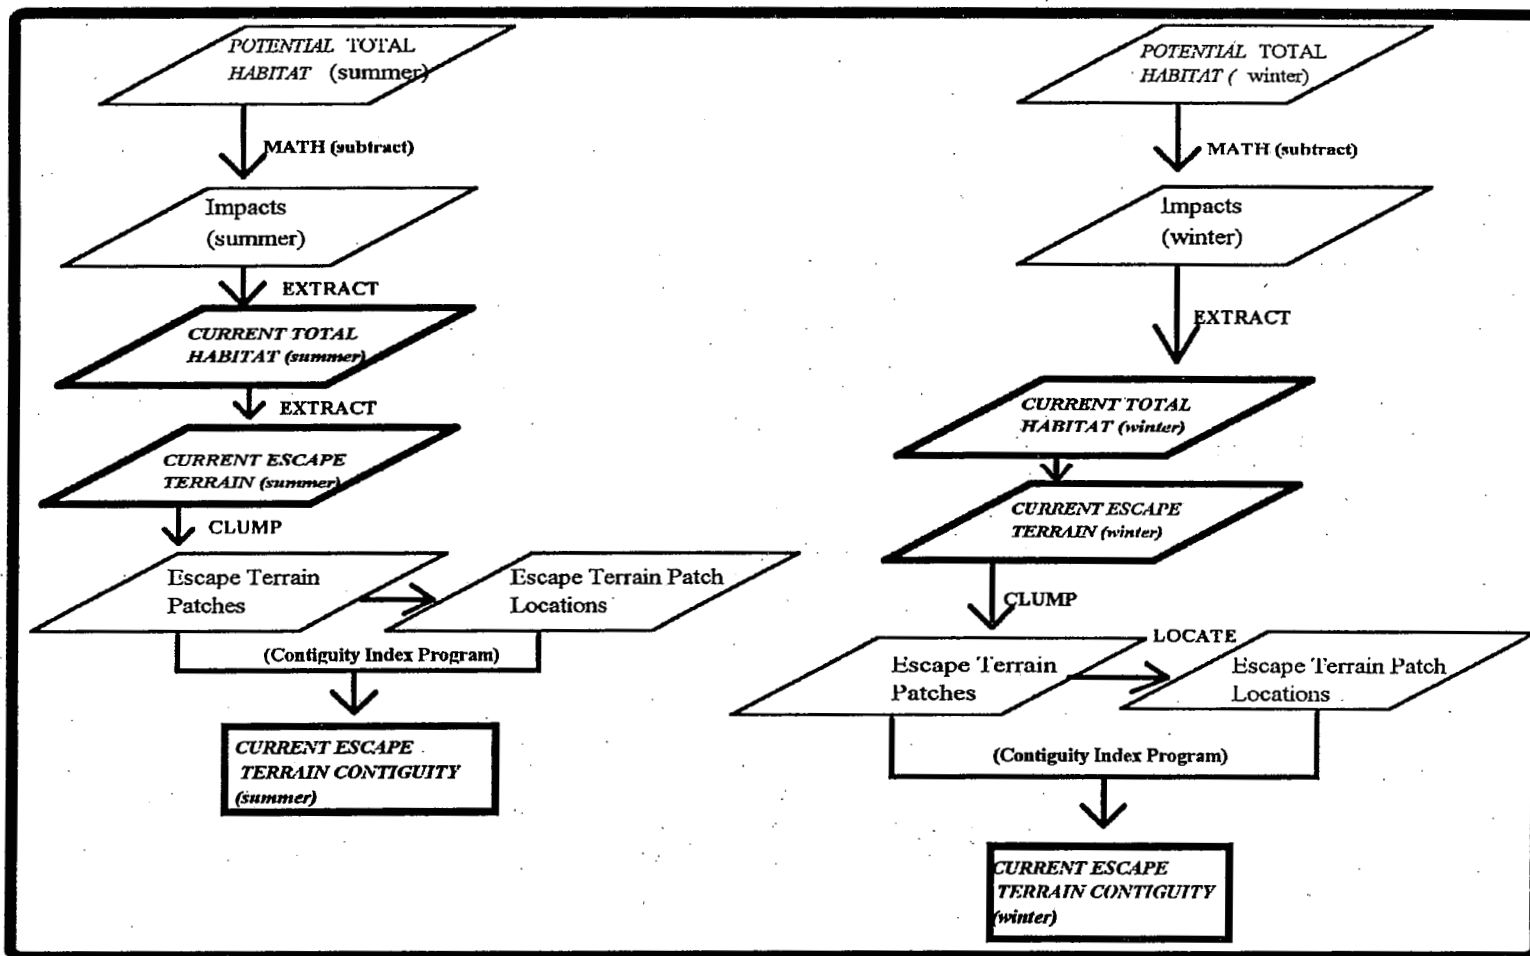 POTENTIAL TOTAL
HABITAT (summer)
MATH (subtract)
Impacts
(summer)
EXTRACT
CURRENT TOTAL
HABITAT (summer)
EXTRACT
CURRENT ESCAPE
TERRAIN (summer)
CLUMP
Escape Terrain
Patches
Escape Terrain Patch
Locations
(Contiguity Index Program)
CURRENT ESCAPE
TERRAIN CONTIGUITY
(summer)
POTENTIAL TOTAL
HABITAT ( winter)
MATH (subtract)
Impacts
(winter)
EXTRACT
CURRENT TOTAL
HABITAT (winter)
CURRENT ESCAPE
TERRAIN (winter)
CLUMP
LOCATE
Escape Terrain
Patches
Escape Terrain Patch
Locations
(Contiguity Index Program)
CURRENT ESCAPE
TERRAIN CONTIGUITY
(winter)